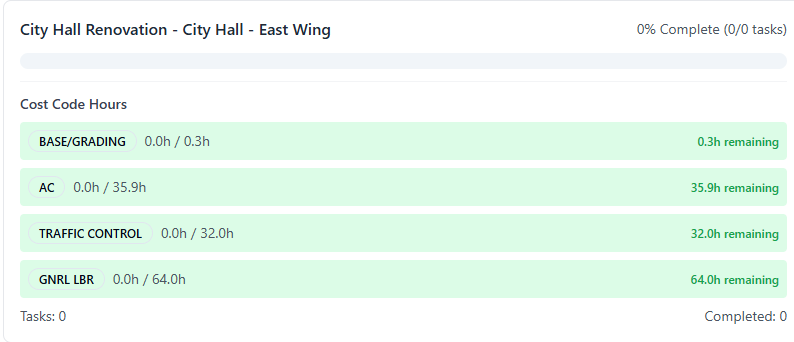 City Hall Renovation - City Hall - East Wing 0% Complete (0/0 tasks)
Cost Code Hours
BASE/GRADING 0.0h / 0.3h 0.3h remaining
AC 0.0h / 35.9h 35.9h remaining
TRAFFIC CONTROL 0.0h / 32.0h 32.0h remaining
GNRL LBR 0.0h / 64.0h 64.0h remaining
Tasks: 0 Completed: 0